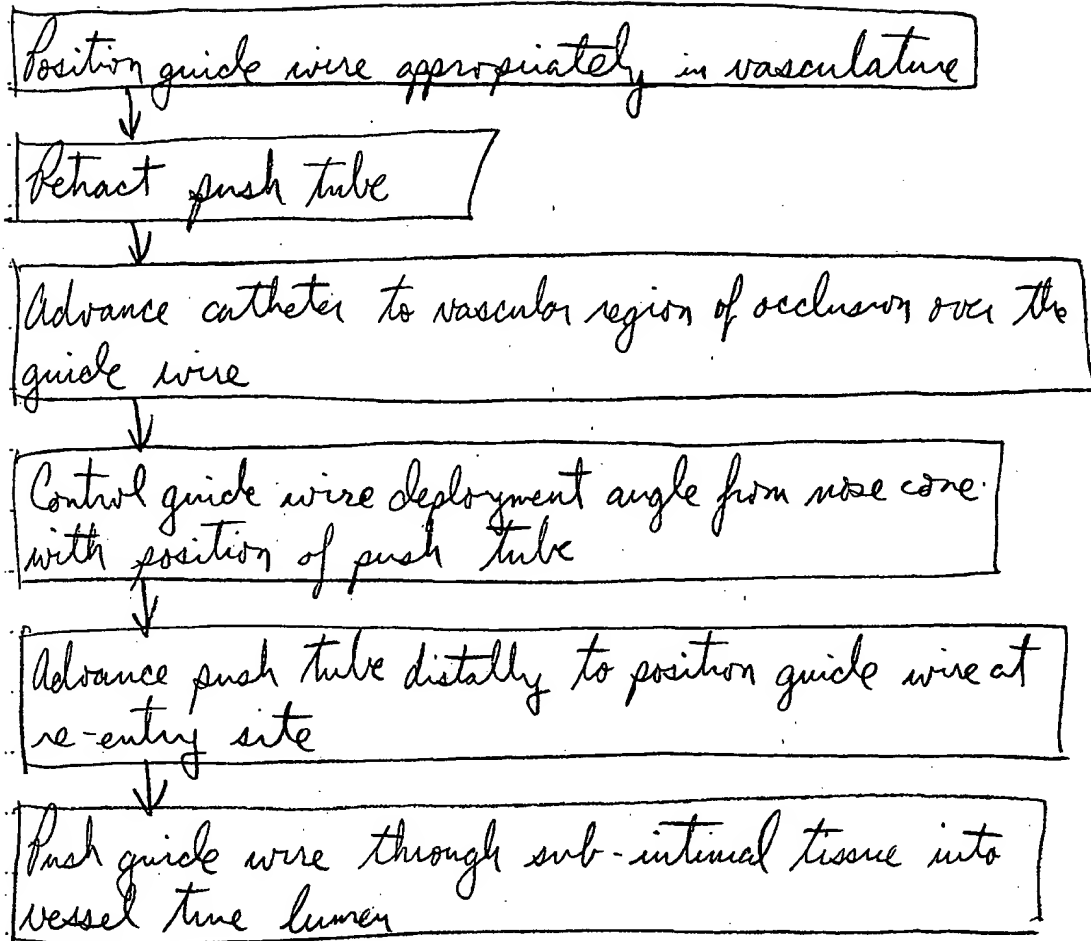 Position guide wire appropriately in vasculature
Retract push tube
Advance catheter to vascular region of occlusion over the
guide wire
Control guide wire deployment angle from nose cone
with position of push tube
Advance push tube distally to position guide wire at
re-entry site
Push guide wire through sub-intimal tissue into
vessel true lumen